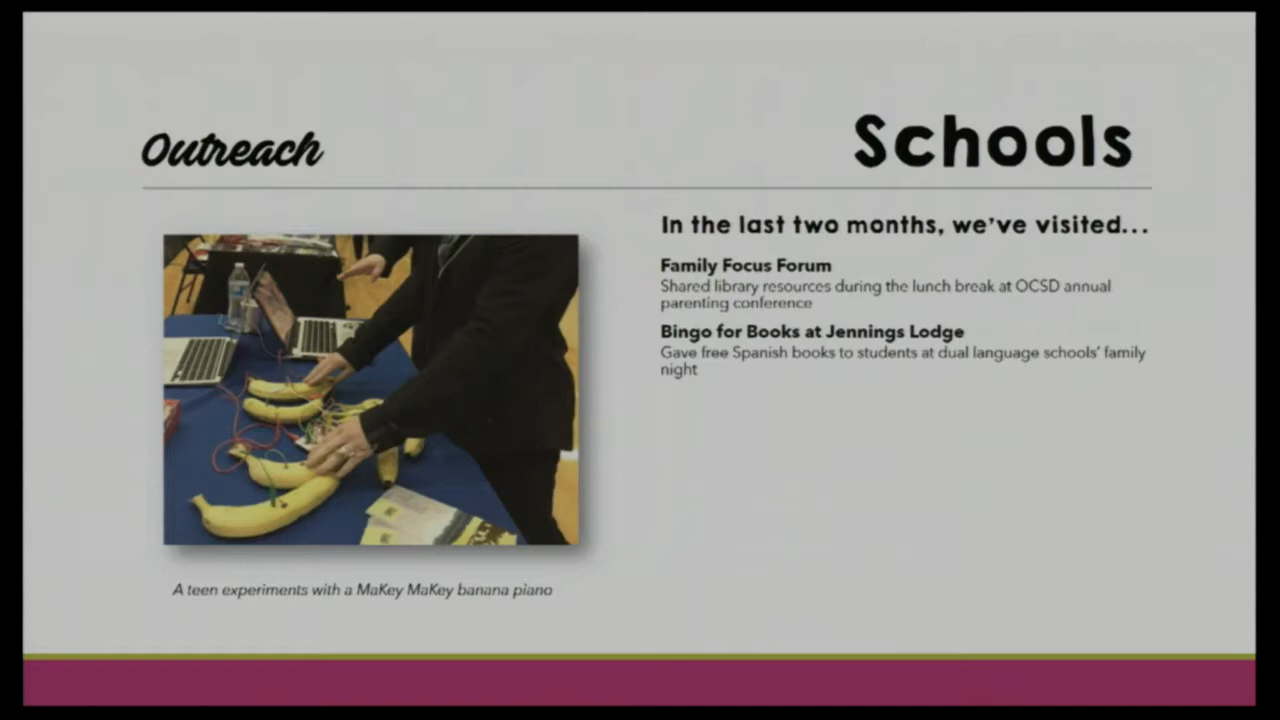 Outreach
Schools
In the last two months, we've visited...
Family Focus Forum
Shared library resources during the lunch break at OCSD annual
parenting conference
Bingo for Books at Jennings Lodge
Gave free Spanish books to students at dual language schools' family
night
A teen experiments with a MaKey MaKey banana piano